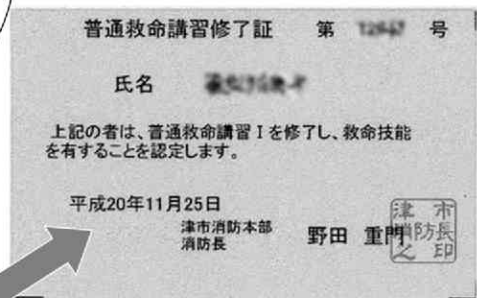 普通救命講習修了証 第 号
氏名
上記の者は、普通救命講習Ⅰを修了し、救命技能
を有することを認定します。
平成20年11月25日
津市消防本部
消防長 野田 重門
津市
消防長
之印